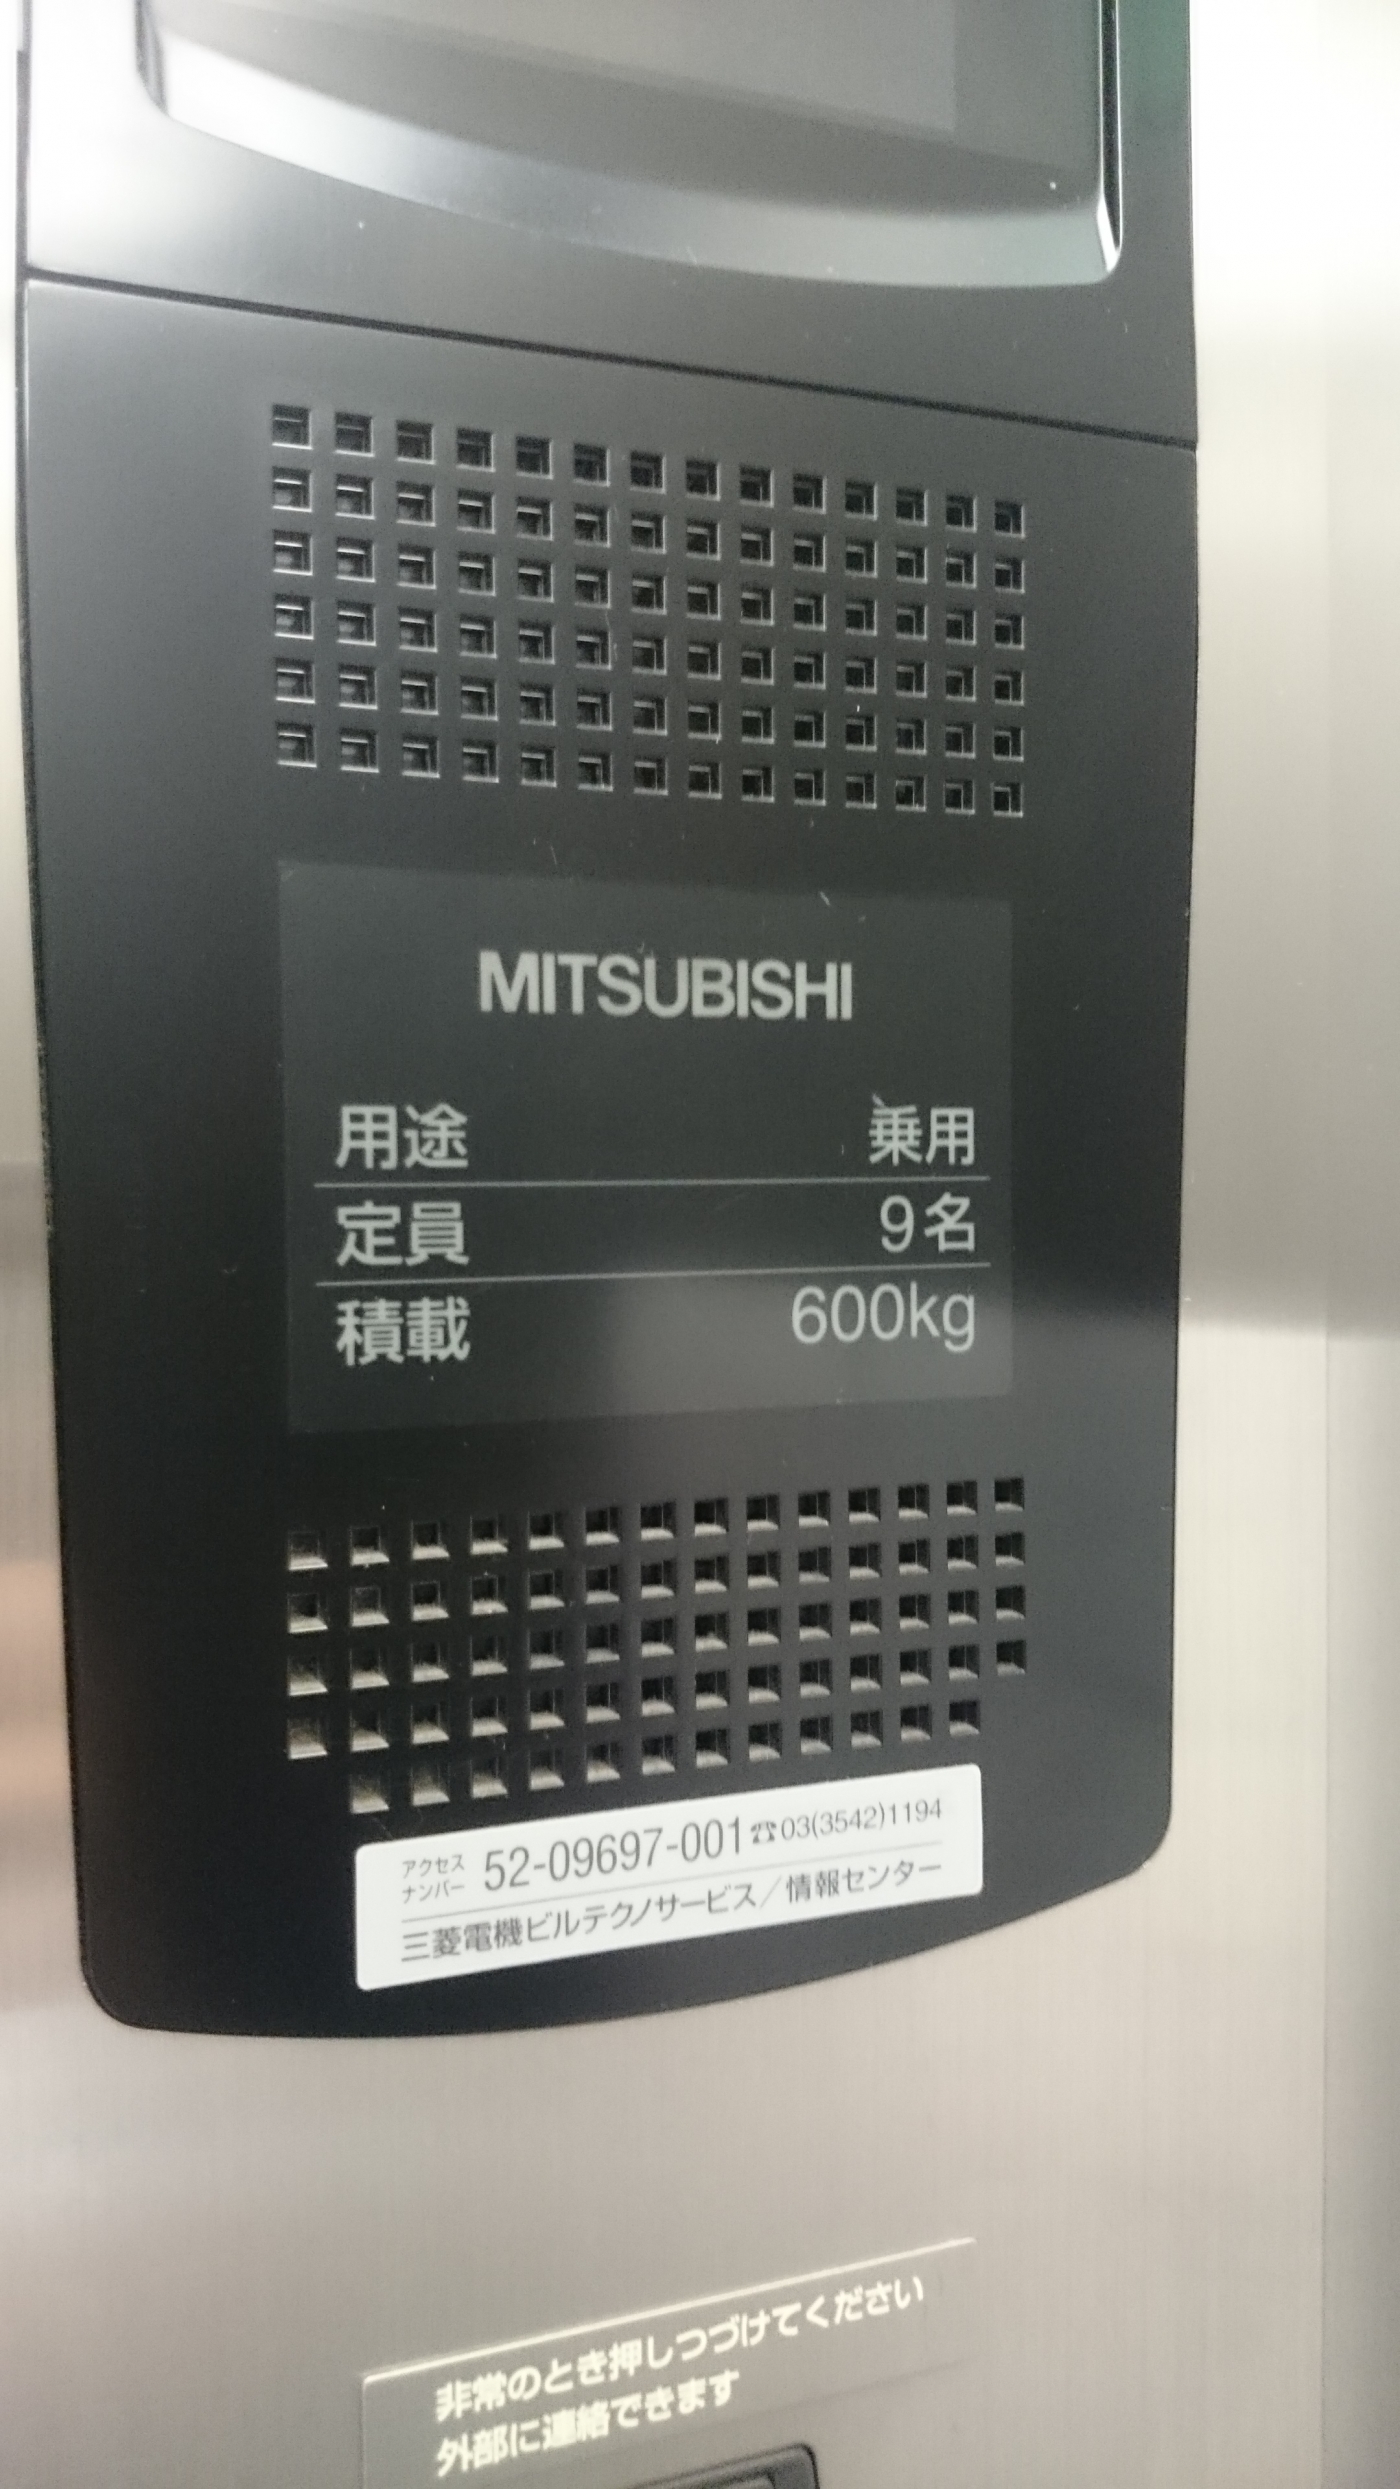 MITSUBISHI
用途 乗用
定員 9名
積載 600kg
アクセス
ナンバー 52-09697-001 ☎03(3542)1194
三菱電機ビルテクノサービス/情報センター
非常のとき押しつづけてください
外部に連絡できます